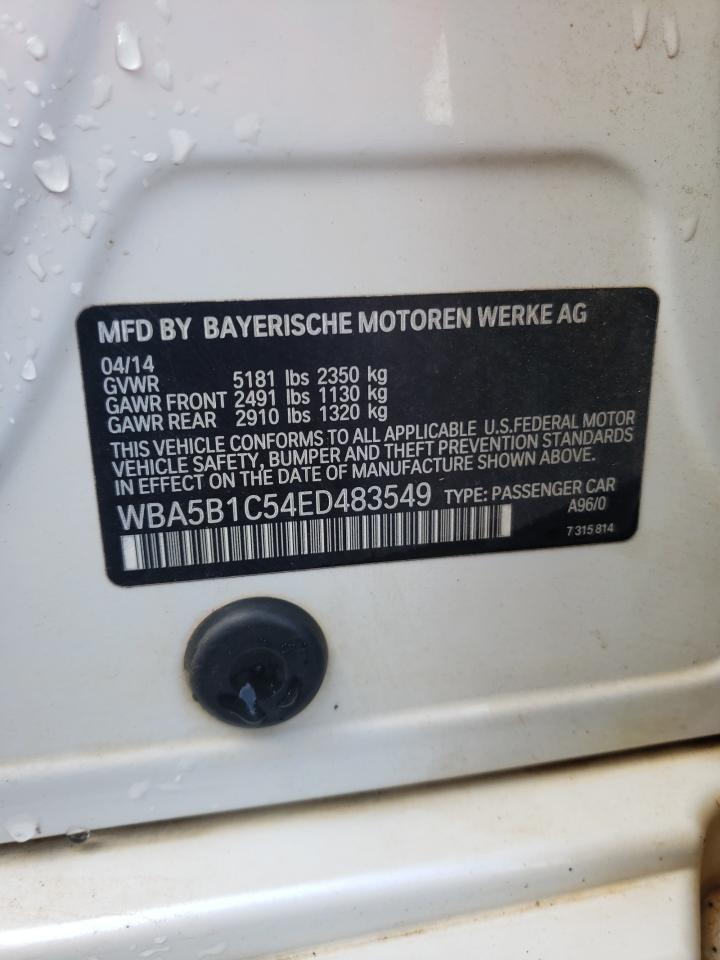 MFD BY BAYERISCHE MOTOREN WERKE AG
04/14
GVWR 5181 lbs 2350 kg
GAWR FRONT 2491 lbs 1130 kg
GAWR REAR 2910 lbs 1320 kg
THIS VEHICLE CONFORMS TO ALL APPLICABLE U.S.FEDERAL MOTOR
VEHICLE SAFETY, BUMPER AND THEFT PREVENTION STANDARDS
IN EFFECT ON THE DATE OF MANUFACTURE SHOWN ABOVE.
WBA5B1C54ED483549 TYPE: PASSENGER CAR
A96/0
7 315 814